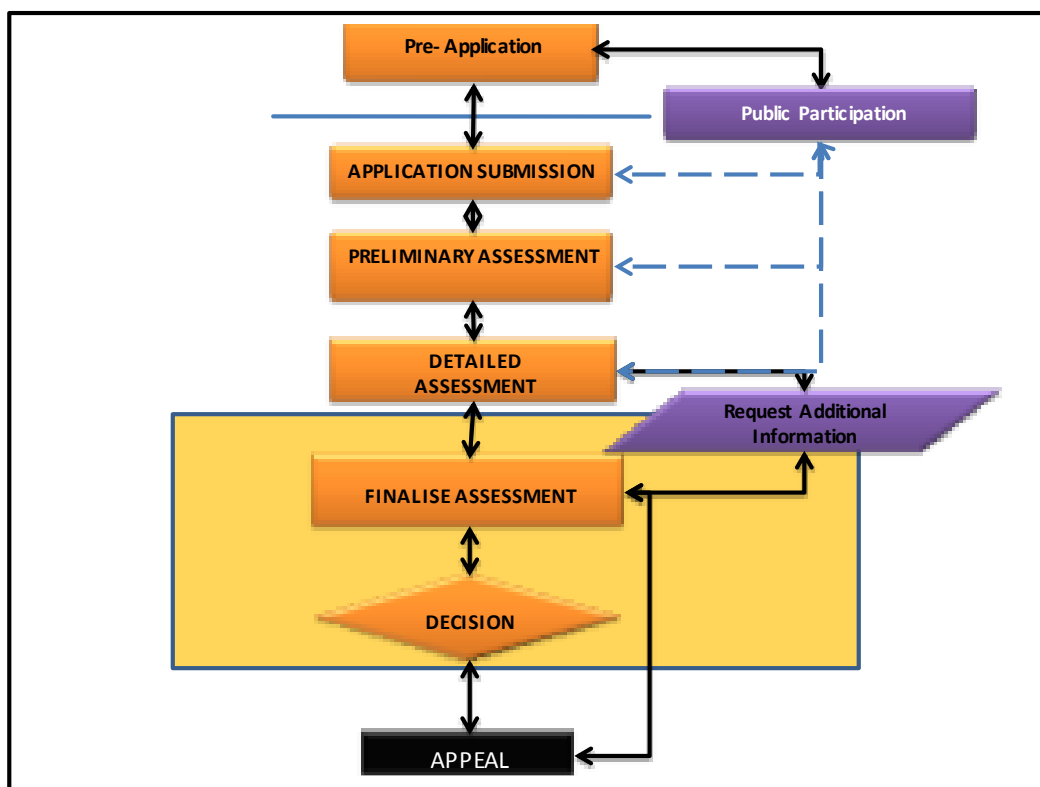 Pre- Application
Public Participation
APPLICATION SUBMISSION
PRELIMINARY ASSESSMENT
DETAILED
ASSESSMENT
Request Additional
Information
FINALISE ASSESSMENT
DECISION
APPEAL